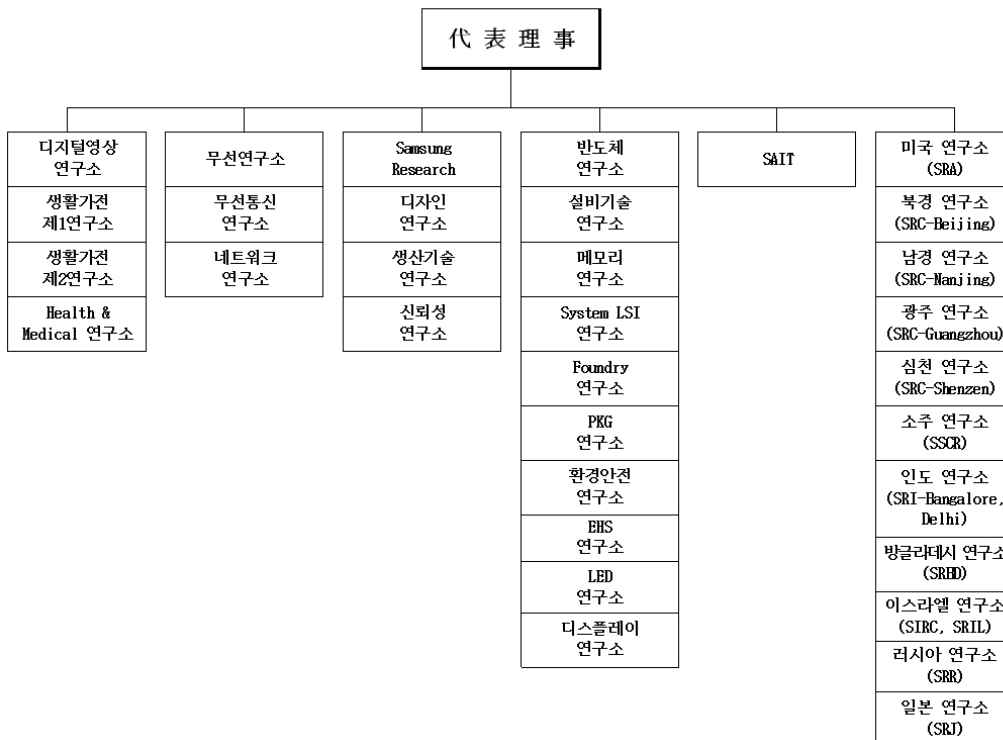 代 表 理 事
디지털영상
연구소
생활가전
제1연구소
생활가전
제2연구소
Health &
Medical 연구소
무선연구소
무선통신
연구소
네트워크
연구소
Samsung
Research
디자인
연구소
생산기술
연구소
신뢰성
연구소
반도체
연구소
설비기술
연구소
메모리
연구소
System LSI
연구소
Foundry
연구소
PKG
연구소
환경안전
연구소
EHS
연구소
LED
연구소
디스플레이
연구소
SAIT
미국 연구소
(SRA)
북경 연구소
(SRC-Beijing)
남경 연구소
(SRC-Nanjing)
광주 연구소
(SRC-Guangzhou)
심천 연구소
(SRC-Shenzen)
소주 연구소
(SSCR)
인도 연구소
(SRI-Bangalore,
Delhi)
방글라데시 연구소
(SRBD)
이스라엘 연구소
(SIRC, SRIL)
러시아 연구소
(SRR)
일본 연구소
(SRJ)